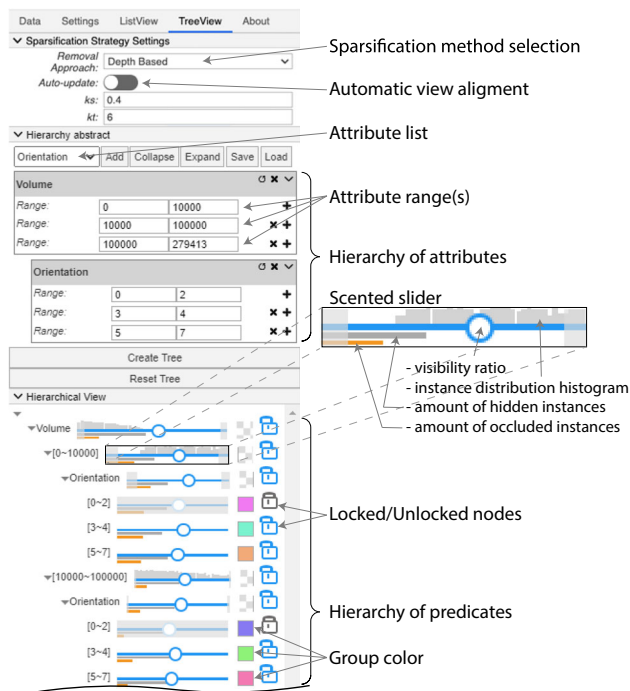 Data Settings ListView TreeView About
Sparsification Strategy Settings
Removal Approach: Depth Based
Auto-update:
ks: 0.4
kt: 6
Hierarchy abstract
Orientation Add Collapse Expand Save Load
Volume
Range: 0 10000
Range: 10000 100000
Range: 100000 279413
Orientation
Range: 0 2
Range: 3 4
Range: 5 7
Create Tree
Reset Tree
Hierarchical View
Volume
[0~10000]
Orientation
[0~2]
[3~4]
[5~7]
[10000~100000]
Orientation
[0~2]
[3~4]
[5~7]
Sparsification method selection
Automatic view aligment
Attribute list
Attribute range(s)
Hierarchy of attributes
Scented slider
- visibility ratio
- instance distribution histogram
- amount of hidden instances
- amount of occluded instances
Locked/Unlocked nodes
Hierarchy of predicates
Group color